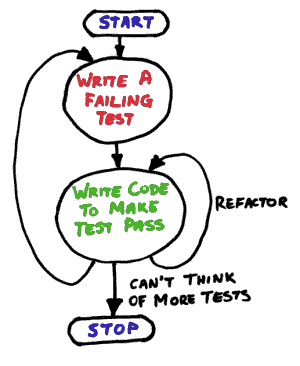 START
WRITE A
FAILING
TEST
WRITE CODE
TO MAKE
TEST PASS
REFACTOR
CAN'T THINK
OF MORE TESTS
STOP